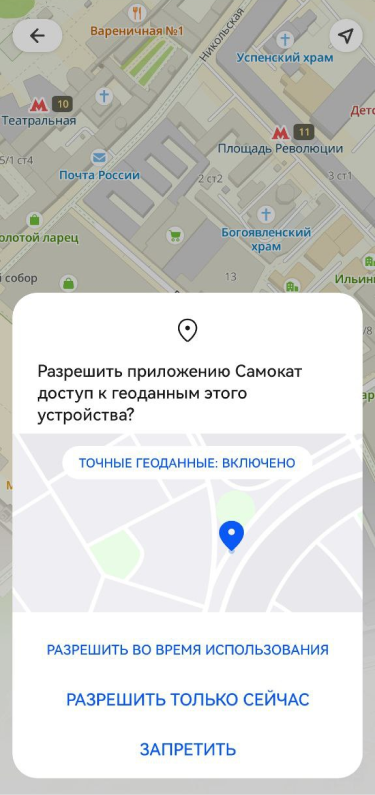 Вареничная №1
Никольская
Успенский храм
10
Театральная
11
Площадь Революции
5/1 ст4
Почта России
2 ст2
3 ст1
олотой ларец
Богоявленский
храм
й собор
13
Ильин
Разрешить приложению Самокат
доступ к геоданным этого
устройства?
ТОЧНЫЕ ГЕОДАННЫЕ: ВКЛЮЧЕНО
РАЗРЕШИТЬ ВО ВРЕМЯ ИСПОЛЬЗОВАНИЯ
РАЗРЕШИТЬ ТОЛЬКО СЕЙЧАС
ЗАПРЕТИТЬ